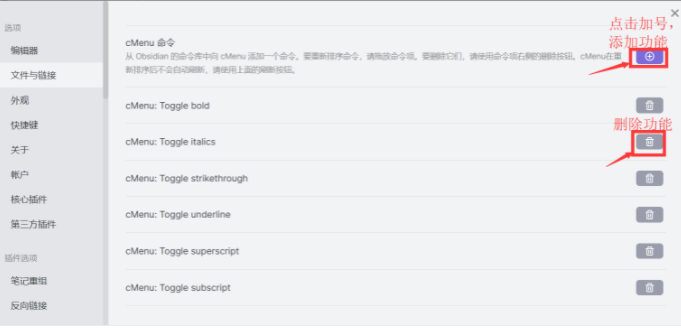 选项
编辑器
文件与链接
外观
快捷键
关于
帐户
核心插件
第三方插件
插件选项
笔记重组
反向链接
点击加号，
添加功能
cMenu 命令
从 Obsidian 的命令库中向 cMenu 添加一个命令。要重新排序命令，请拖放命令项。要删除它们，请使用命令项右侧的删除按钮。cMenu在重
新排序后不会自动刷新，请使用上面的刷新按钮。
cMenu: Toggle bold
删除功能
cMenu: Toggle italics
cMenu: Toggle strikethrough
cMenu: Toggle underline
cMenu: Toggle superscript
cMenu: Toggle subscript